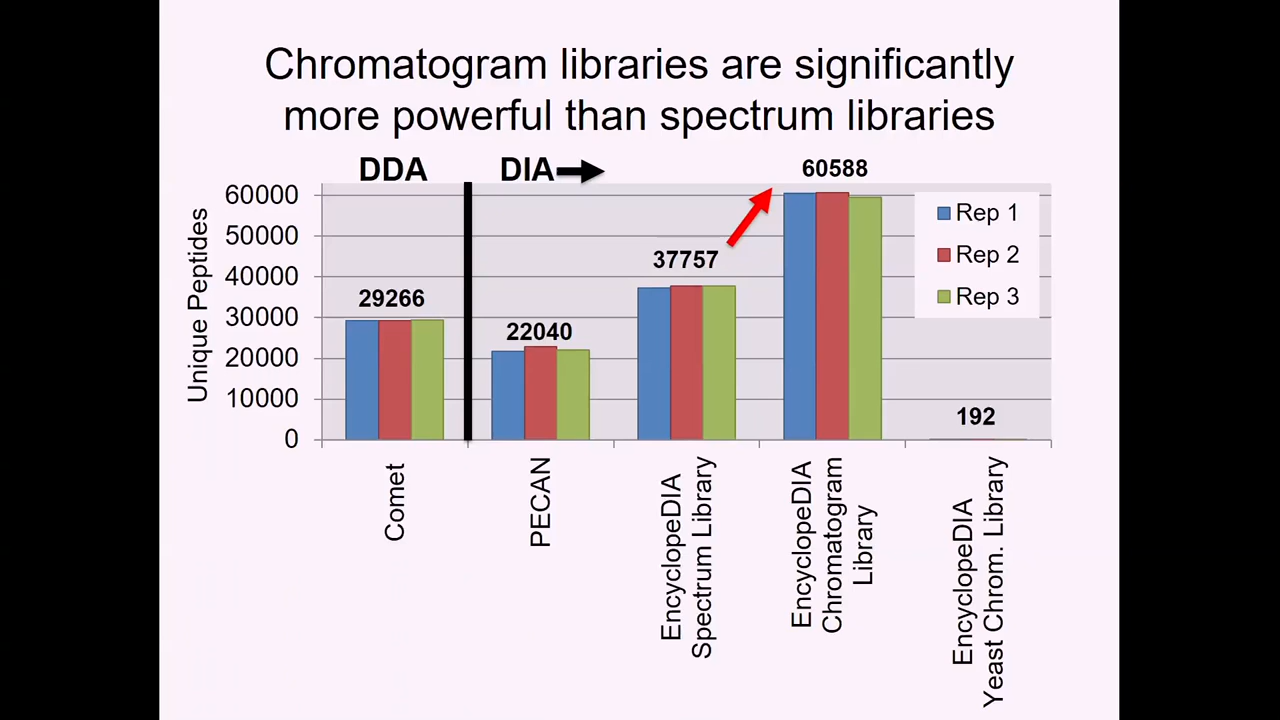 Chromatogram libraries are significantly
more powerful than spectrum libraries
DDA
DIA
60588
60000
50000
40000
30000
20000
10000
0
Unique Peptides
29266
22040
37757
192
Rep 1
Rep 2
Rep 3
Comet
PECAN
EncyclopeDIA
Spectrum Library
EncyclopeDIA
Chromatogram
Library
EncyclopeDIA
Yeast Chrom. Library